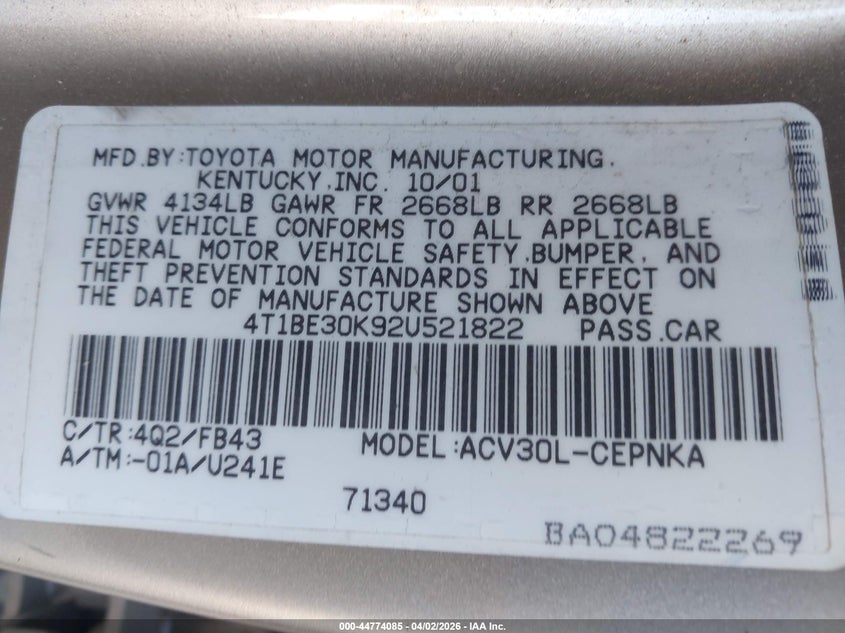 MFD.BY:TOYOTA MOTOR MANUFACTURING.
KENTUCKY,INC. 10/01
GVWR 4134LB GAWR FR 2668LB RR 2668LB
THIS VEHICLE CONFORMS TO ALL APPLICABLE
FEDERAL MOTOR VEHICLE SAFETY,BUMPER, AND
THEFT PREVENTION STANDARDS IN EFFECT ON
THE DATE OF MANUFACTURE SHOWN ABOVE
4T1BE30K92U521822 PASS.CAR
C/TR:4Q2/FB43 MODEL:ACV30L-CEPNKA
A/TM:-01A/U241E
71340
BA04822269
000-44774085 | 04/02/2026 - IAA Inc.